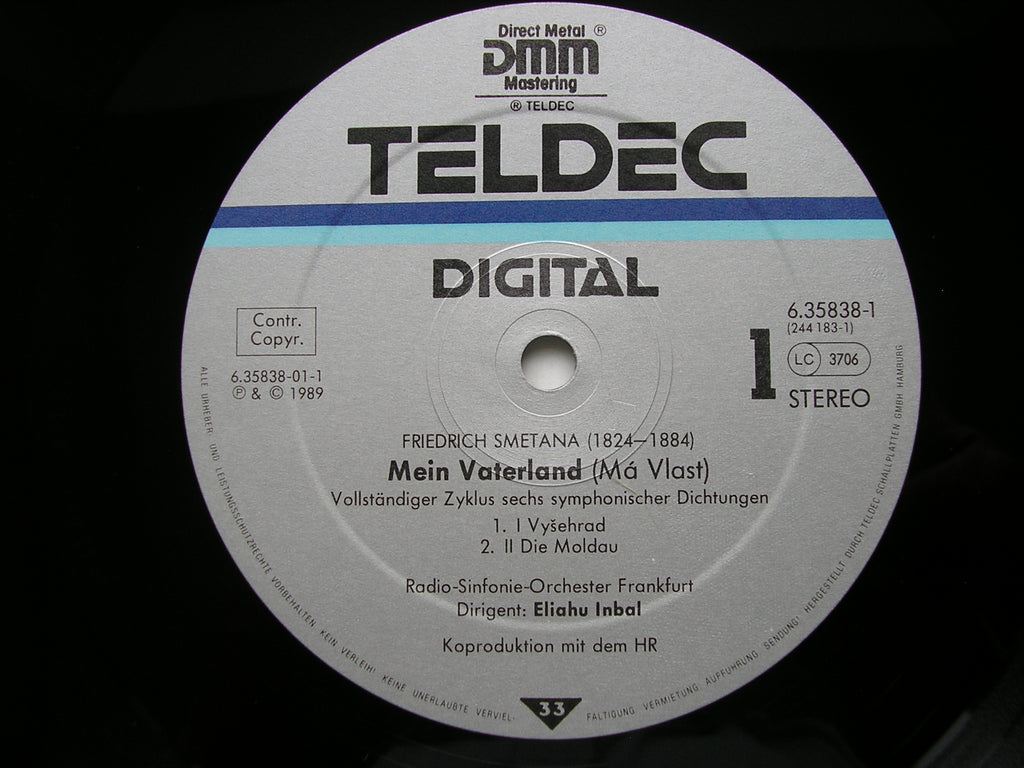 Direct Metal ®
DMM
Mastering
® TELDEC
TELDEC
DIGITAL
Contr.
Copyr.
6.35838-01-1
℗ & © 1989
6.35838-1
(244 183-1)
1
LC 3706
STEREO
FRIEDRICH SMETANA (1824–1884)
Mein Vaterland (Má Vlast)
Vollständiger Zyklus sechs symphonischer Dichtungen
1. I Vyšehrad
2. II Die Moldau
Radio-Sinfonie-Orchester Frankfurt
Dirigent: Eliahu Inbal
Koproduktion mit dem HR
ALLE URHEBER- UND LEISTUNGSSCHUTZRECHTE VORBEHALTEN · KEIN VERLEIH! KEINE UNERLAUBTE VERVIEL-
33
FÄLTIGUNG VERMIETUNG AUFFÜHRUNG SENDUNG! HERGESTELLT DURCH TELDEC SCHALLPLATTEN GMBH HAMBURG